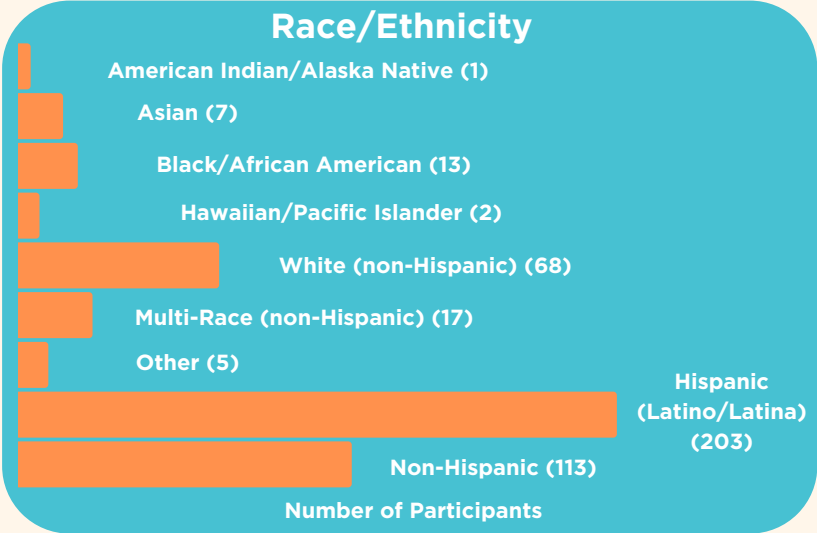 Race/Ethnicity
American Indian/Alaska Native (1)
Asian (7)
Black/African American (13)
Hawaiian/Pacific Islander (2)
White (non-Hispanic) (68)
Multi-Race (non-Hispanic) (17)
Other (5)
Hispanic
(Latino/Latina)
(203)
Non-Hispanic (113)
Number of Participants